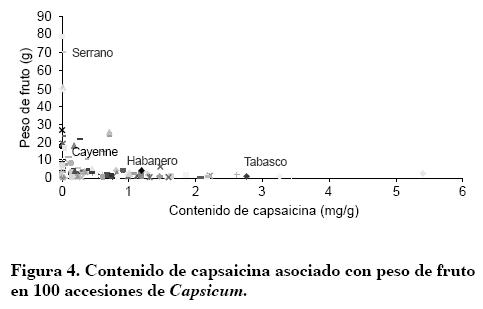 90
80
70
60
50
40
30
20
10
0
Peso de fruto (g)
Serrano
Cayenne
Habanero
Tabasco
0 1 2 3 4 5 6
Contenido de capsaicina (mg/g)
Figura 4. Contenido de capsaicina asociado con peso de fruto
en 100 accesiones de Capsicum.